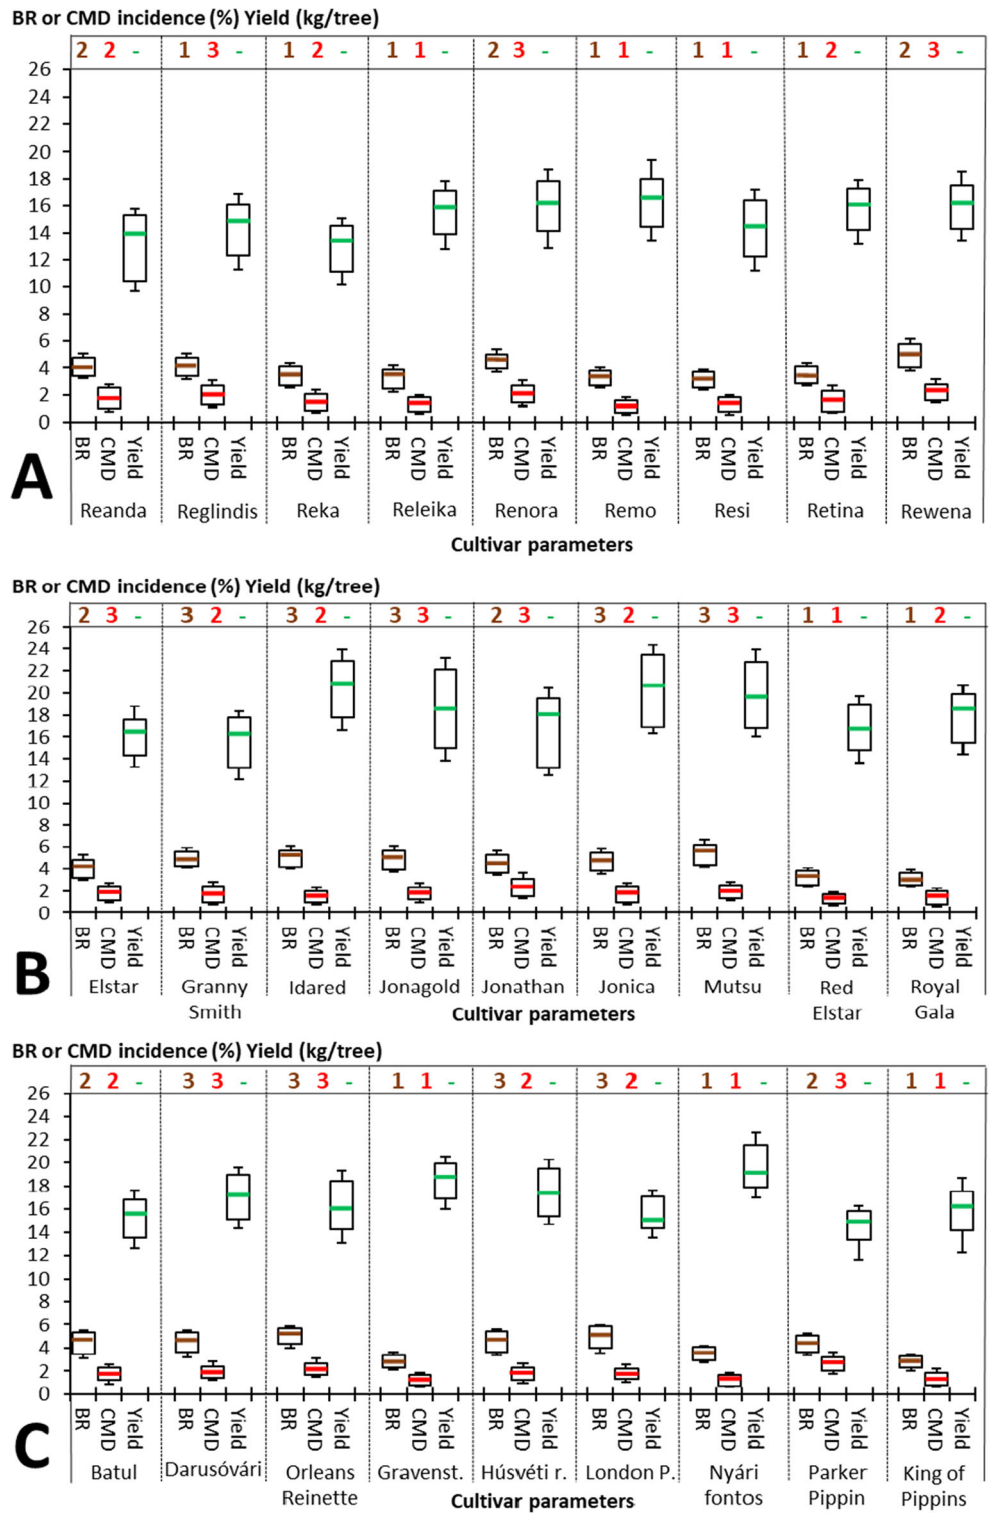 BR or CMD incidence (%) Yield (kg/tree)
2 2 - 1 3 - 1 2 - 1 1 - 2 3 - 1 1 - 1 1 - 1 2 - 2 3 -
26
24
22
20
18
16
14
12
10
8
6
4
2
0
BR CMD Yield BR CMD Yield BR CMD Yield BR CMD Yield BR CMD Yield BR CMD Yield BR CMD Yield BR CMD Yield BR CMD Yield
A
Reanda Reglindis Reka Releika Renora Remo Resi Retina Rewena
Cultivar parameters
BR or CMD incidence (%) Yield (kg/tree)
2 3 - 3 2 - 3 2 - 3 3 - 2 3 - 3 2 - 3 3 - 1 1 - 1 2 -
26
24
22
20
18
16
14
12
10
8
6
4
2
0
BR CMD Yield BR CMD Yield BR CMD Yield BR CMD Yield BR CMD Yield BR CMD Yield BR CMD Yield BR CMD Yield BR CMD Yield
B
Elstar Granny Idared Jonagold Jonathan Jonica Mutsu Red Royal
Smith Elstar Gala
Cultivar parameters
BR or CMD incidence (%) Yield (kg/tree)
2 2 - 3 3 - 3 3 - 1 1 - 3 2 - 3 2 - 1 1 - 2 3 - 1 1 -
26
24
22
20
18
16
14
12
10
8
6
4
2
0
BR CMD Yield BR CMD Yield BR CMD Yield BR CMD Yield BR CMD Yield BR CMD Yield BR CMD Yield BR CMD Yield BR CMD Yield
C
Batul Darusóvári Orleans Gravenst. Húsvéti r. London P. Nyári Parker King of
Reinette fontos Pippin Pippins
Cultivar parameters